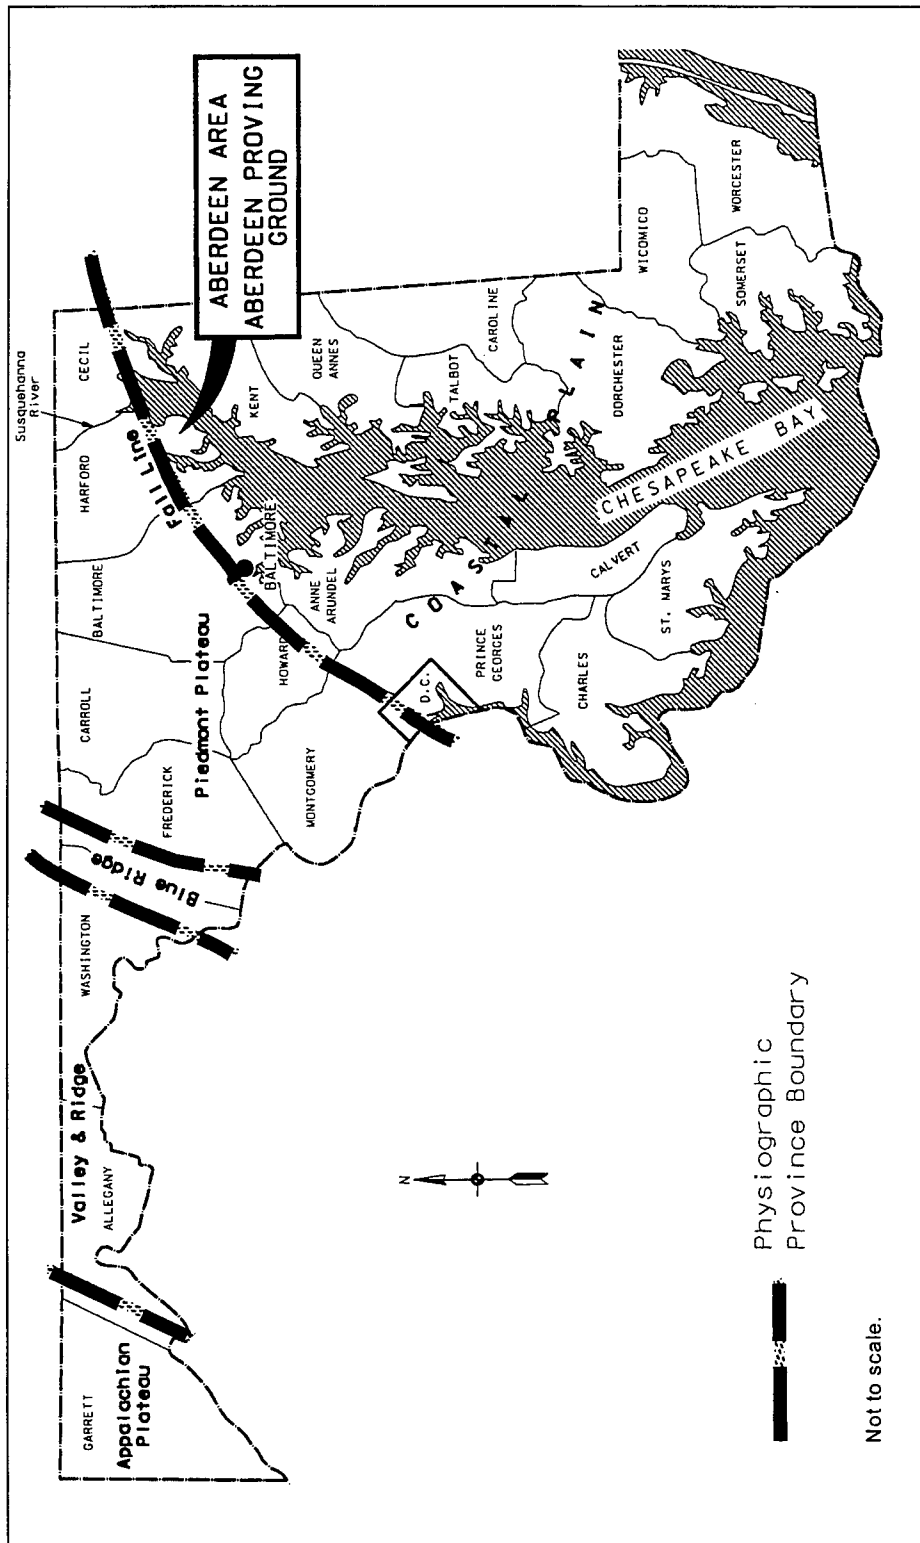 Susquehanna
River
ABERDEEN AREA
ABERDEEN PROVING
GROUND
GARRETT
Appalachian
Plateau
Valley & Ridge
ALLEGANY
WASHINGTON
Blue Ridge
FREDERICK
CARROLL
Piedmont Plateau
BALTIMORE
HARFORD
CECIL
Fall Line
HOWARD
MONTGOMERY
BALTIMORE
ANNE
ARUNDEL
KENT
QUEEN
ANNES
D.C.
PRINCE
GEORGES
COASTAL PLAIN
TALBOT
CAROLINE
CALVERT
CHARLES
ST. MARYS
DORCHESTER
WICOMICO
SOMERSET
WORCESTER
CHESAPEAKE BAY
N
Physiographic
Province Boundary
Not to scale.